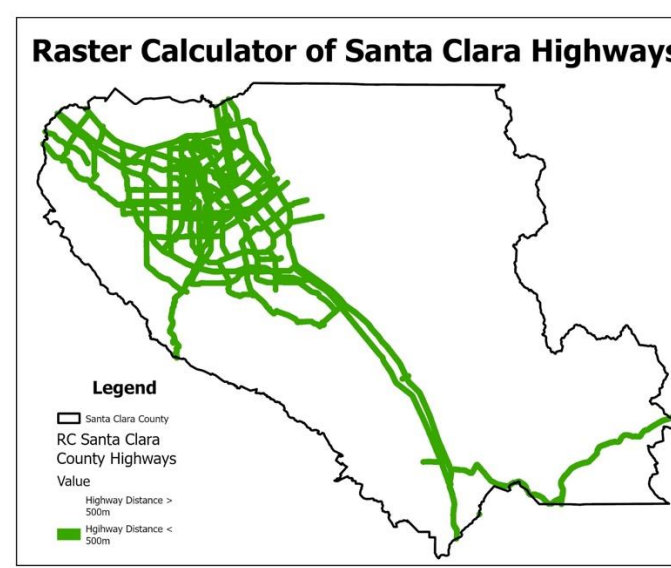 Raster Calculator of Santa Clara Highways
Legend
Santa Clara County
RC Santa Clara
County Highways
Value
Highway Distance >
500m
Hgihway Distance <
500m